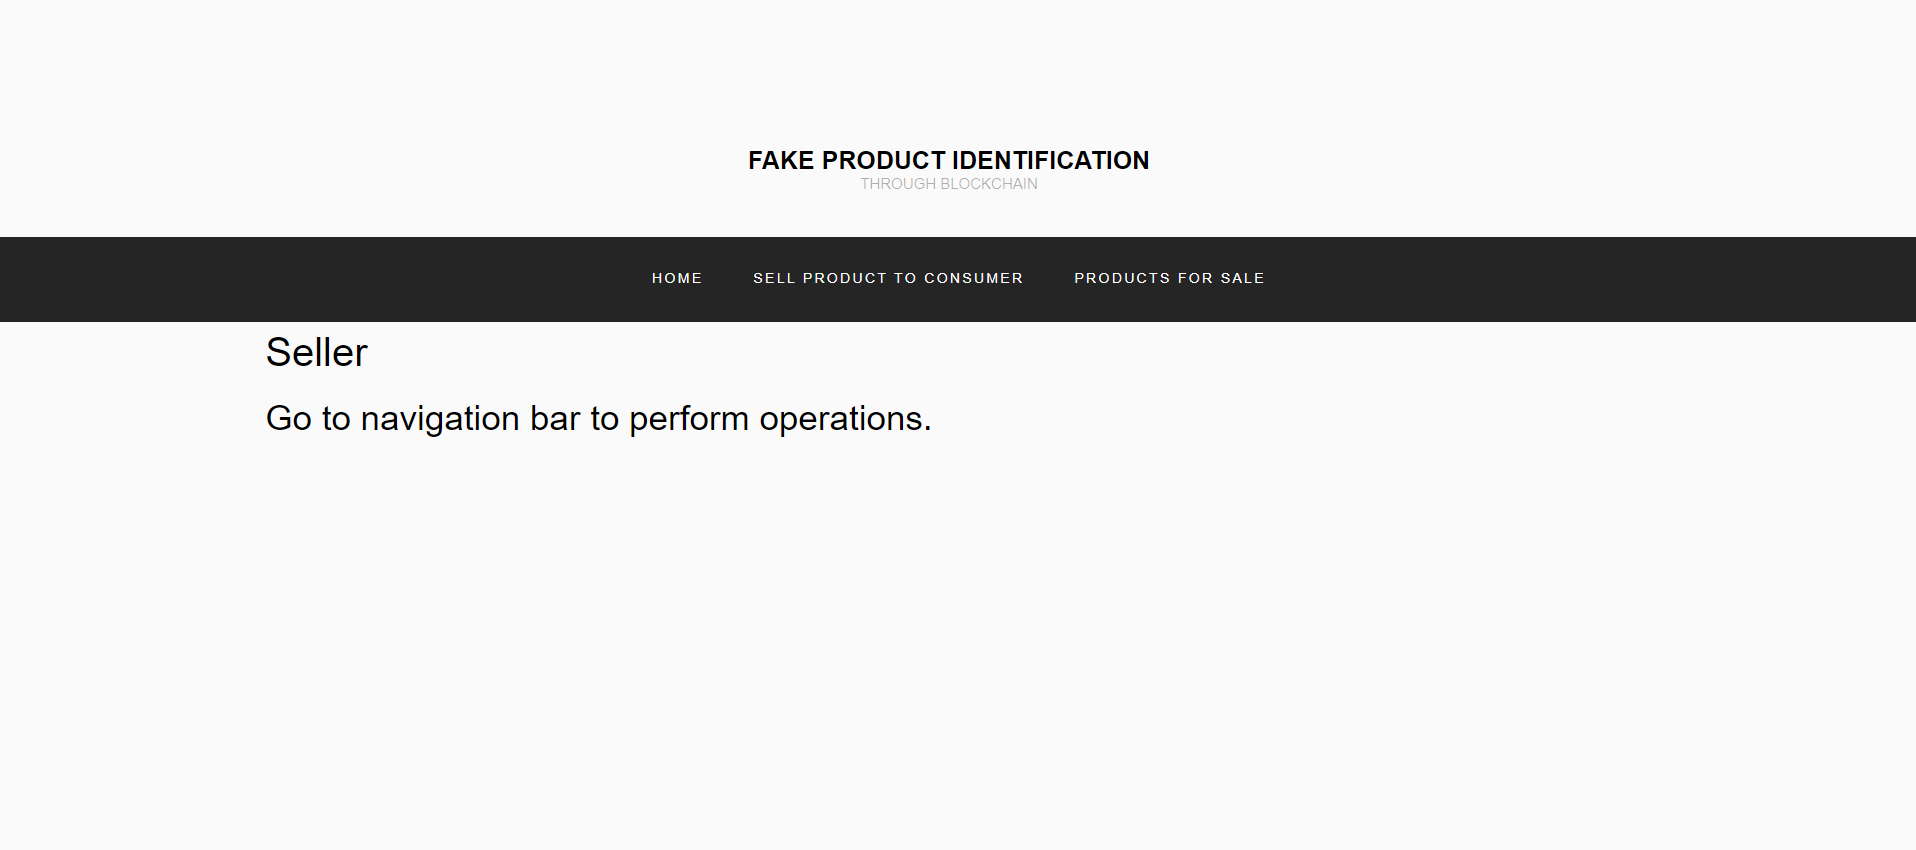 FAKE PRODUCT IDENTIFICATION
THROUGH BLOCKCHAIN
HOME SELL PRODUCT TO CONSUMER PRODUCTS FOR SALE
Seller
Go to navigation bar to perform operations.